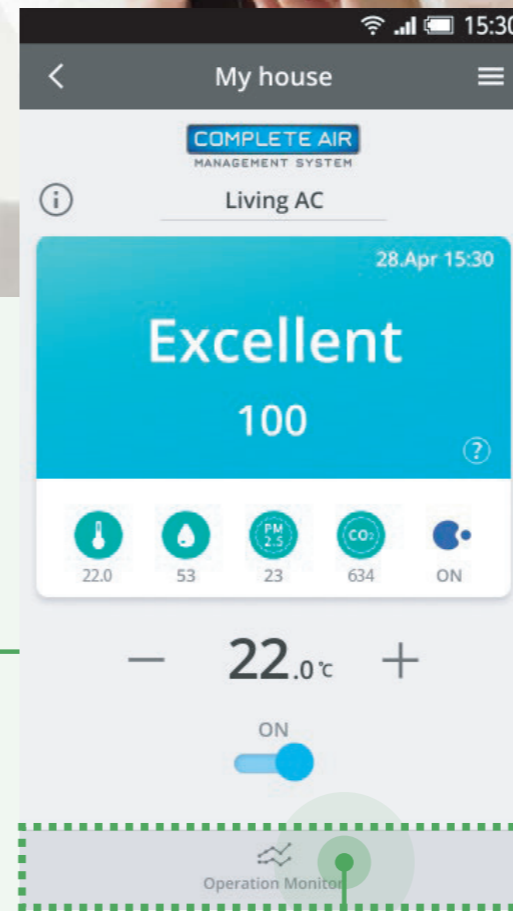 15:30
My house
COMPLETE AIR
MANAGEMENT SYSTEM
Living AC
28.Apr 15:30
Excellent
100
?
PM
2.5
CO₂
22.0 53 23 634 ON
22.0℃
ON
Operation Monitor